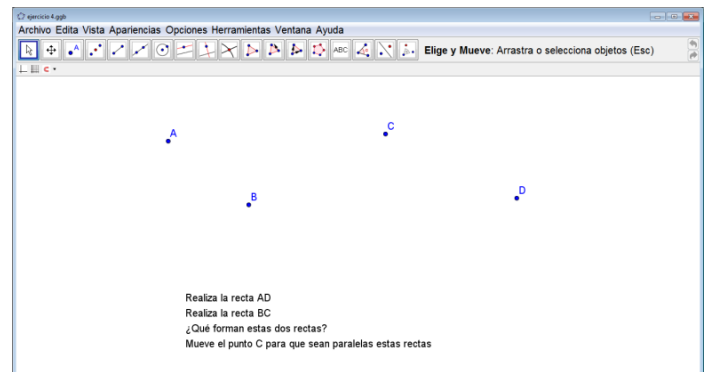 ejercicio 4.ggb
Archivo Edita Vista Apariencias Opciones Herramientas Ventana Ayuda
A
ABC
Elige y Mueve: Arrastra o selecciona objetos (Esc)
C
A
C
B
D
Realiza la recta AD
Realiza la recta BC
¿Qué forman estas dos rectas?
Mueve el punto C para que sean paralelas estas rectas